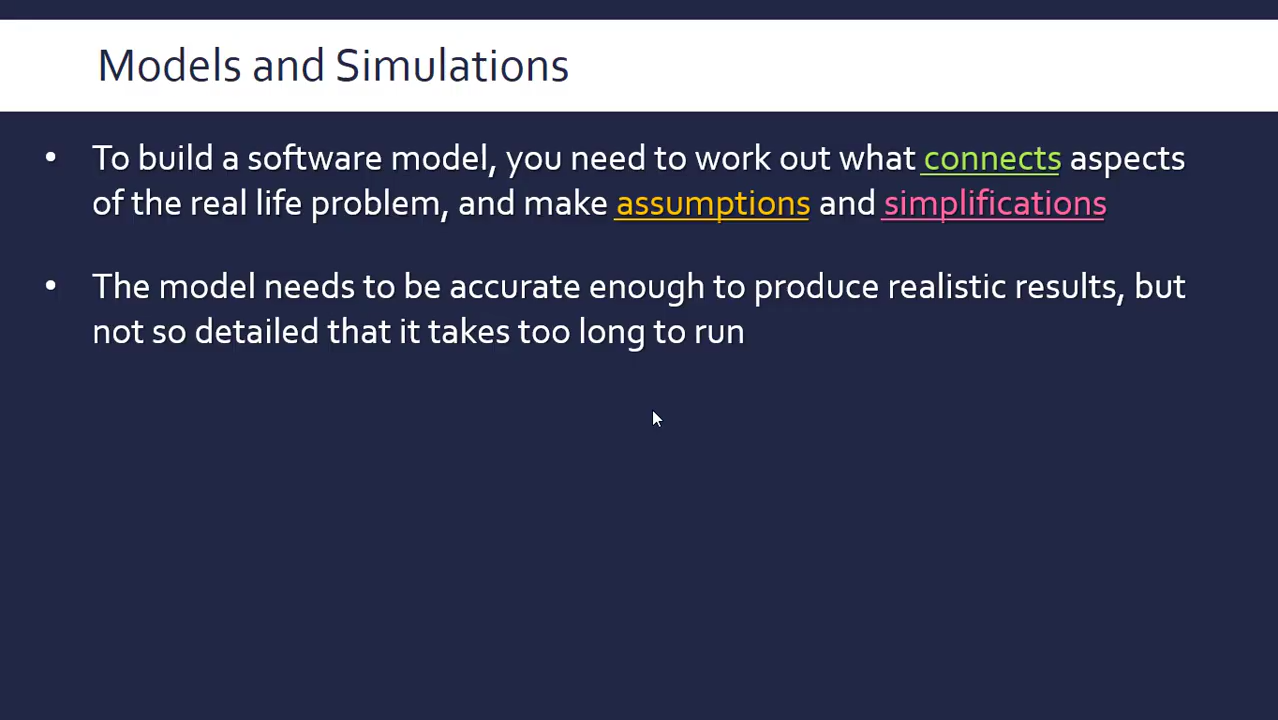 Models and Simulations
• To build a software model, you need to work out what connects aspects
of the real life problem, and make assumptions and simplifications
• The model needs to be accurate enough to produce realistic results, but
not so detailed that it takes too long to run